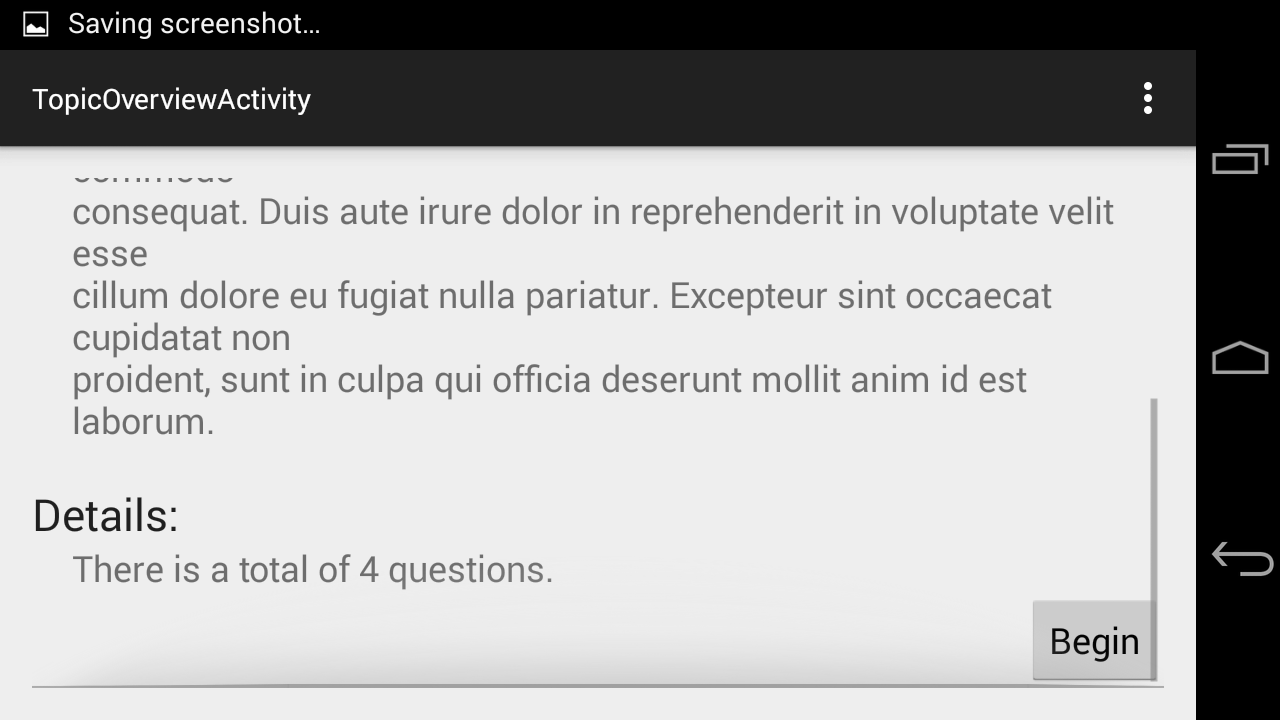 Saving screenshot...
TopicOverviewActivity
consequat. Duis aute irure dolor in reprehenderit in voluptate velit
esse
cillum dolore eu fugiat nulla pariatur. Excepteur sint occaecat
cupidatat non
proident, sunt in culpa qui officia deserunt mollit anim id est
laborum.
Details:
There is a total of 4 questions.
Begin